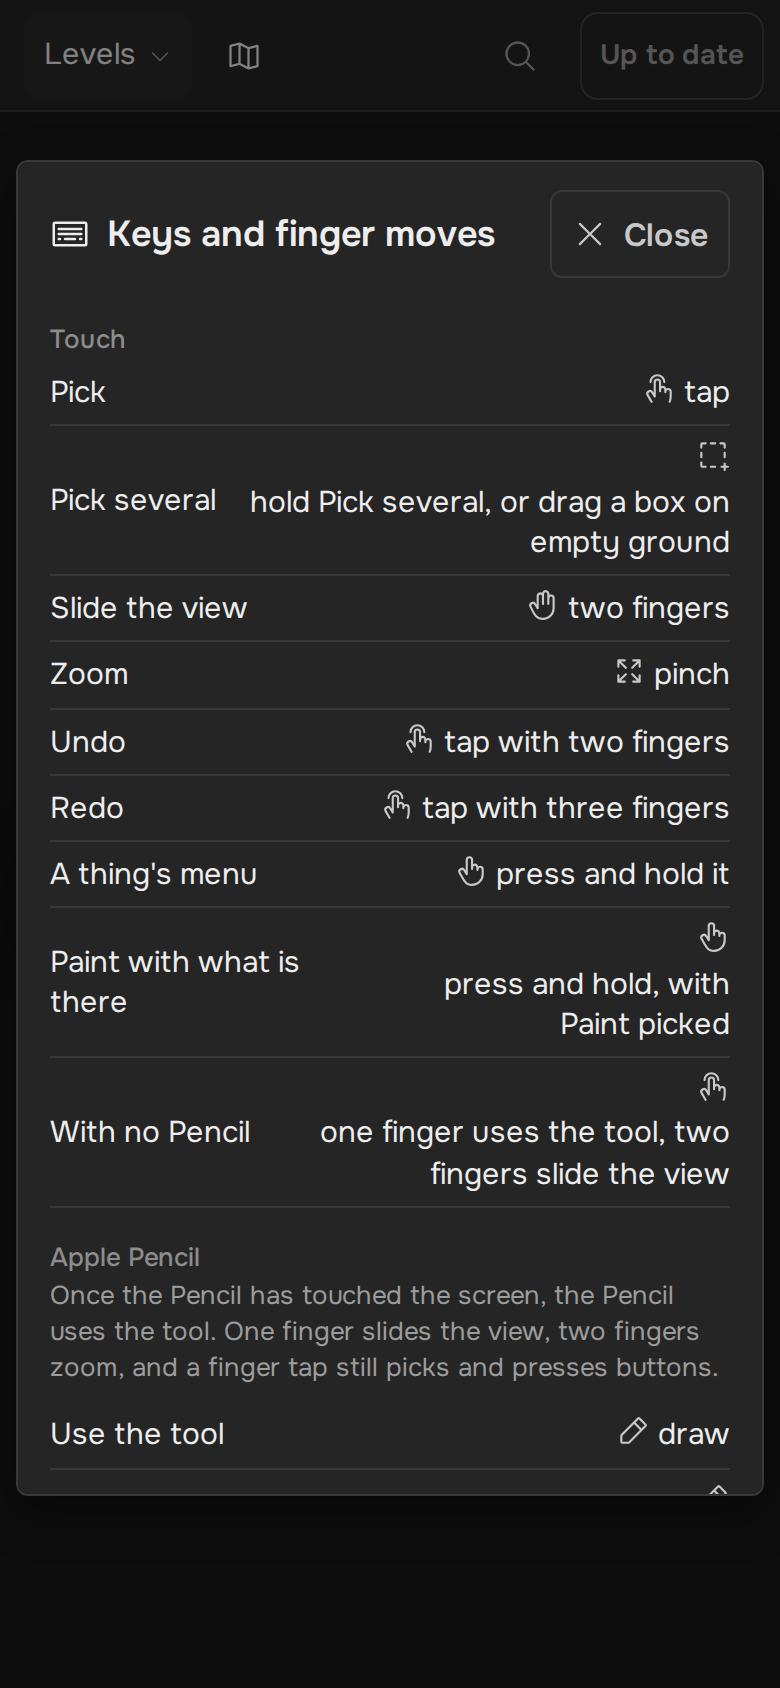 Levels
Up to date
Keys and finger moves
Close
Touch
Pick
tap
Pick several
hold Pick several, or drag a box on
empty ground
Slide the view
two fingers
Zoom
pinch
Undo
tap with two fingers
Redo
tap with three fingers
A thing's menu
press and hold it
Paint with what is
there
press and hold, with
Paint picked
With no Pencil
one finger uses the tool, two
fingers slide the view
Apple Pencil
Once the Pencil has touched the screen, the Pencil
uses the tool. One finger slides the view, two fingers
zoom, and a finger tap still picks and presses buttons.
Use the tool
draw